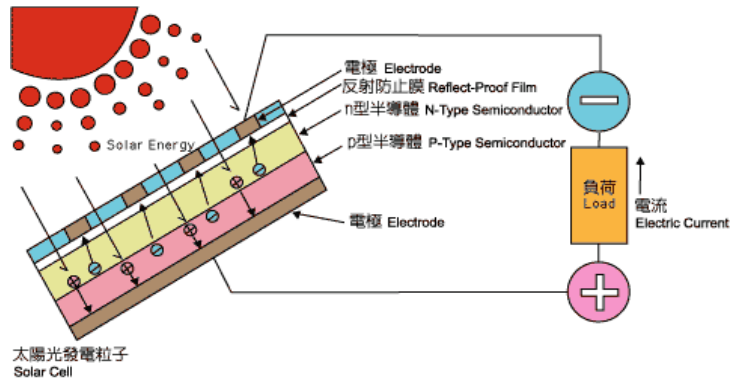 電極 Electrode
反射防止膜 Reflect-Proof Film
n型半導體 N-Type Semiconductor
Solar Energy
p型半導體 P-Type Semiconductor
負荷
Load
電流
Electric Current
電極 Electrode
太陽光發電粒子
Solar Cell